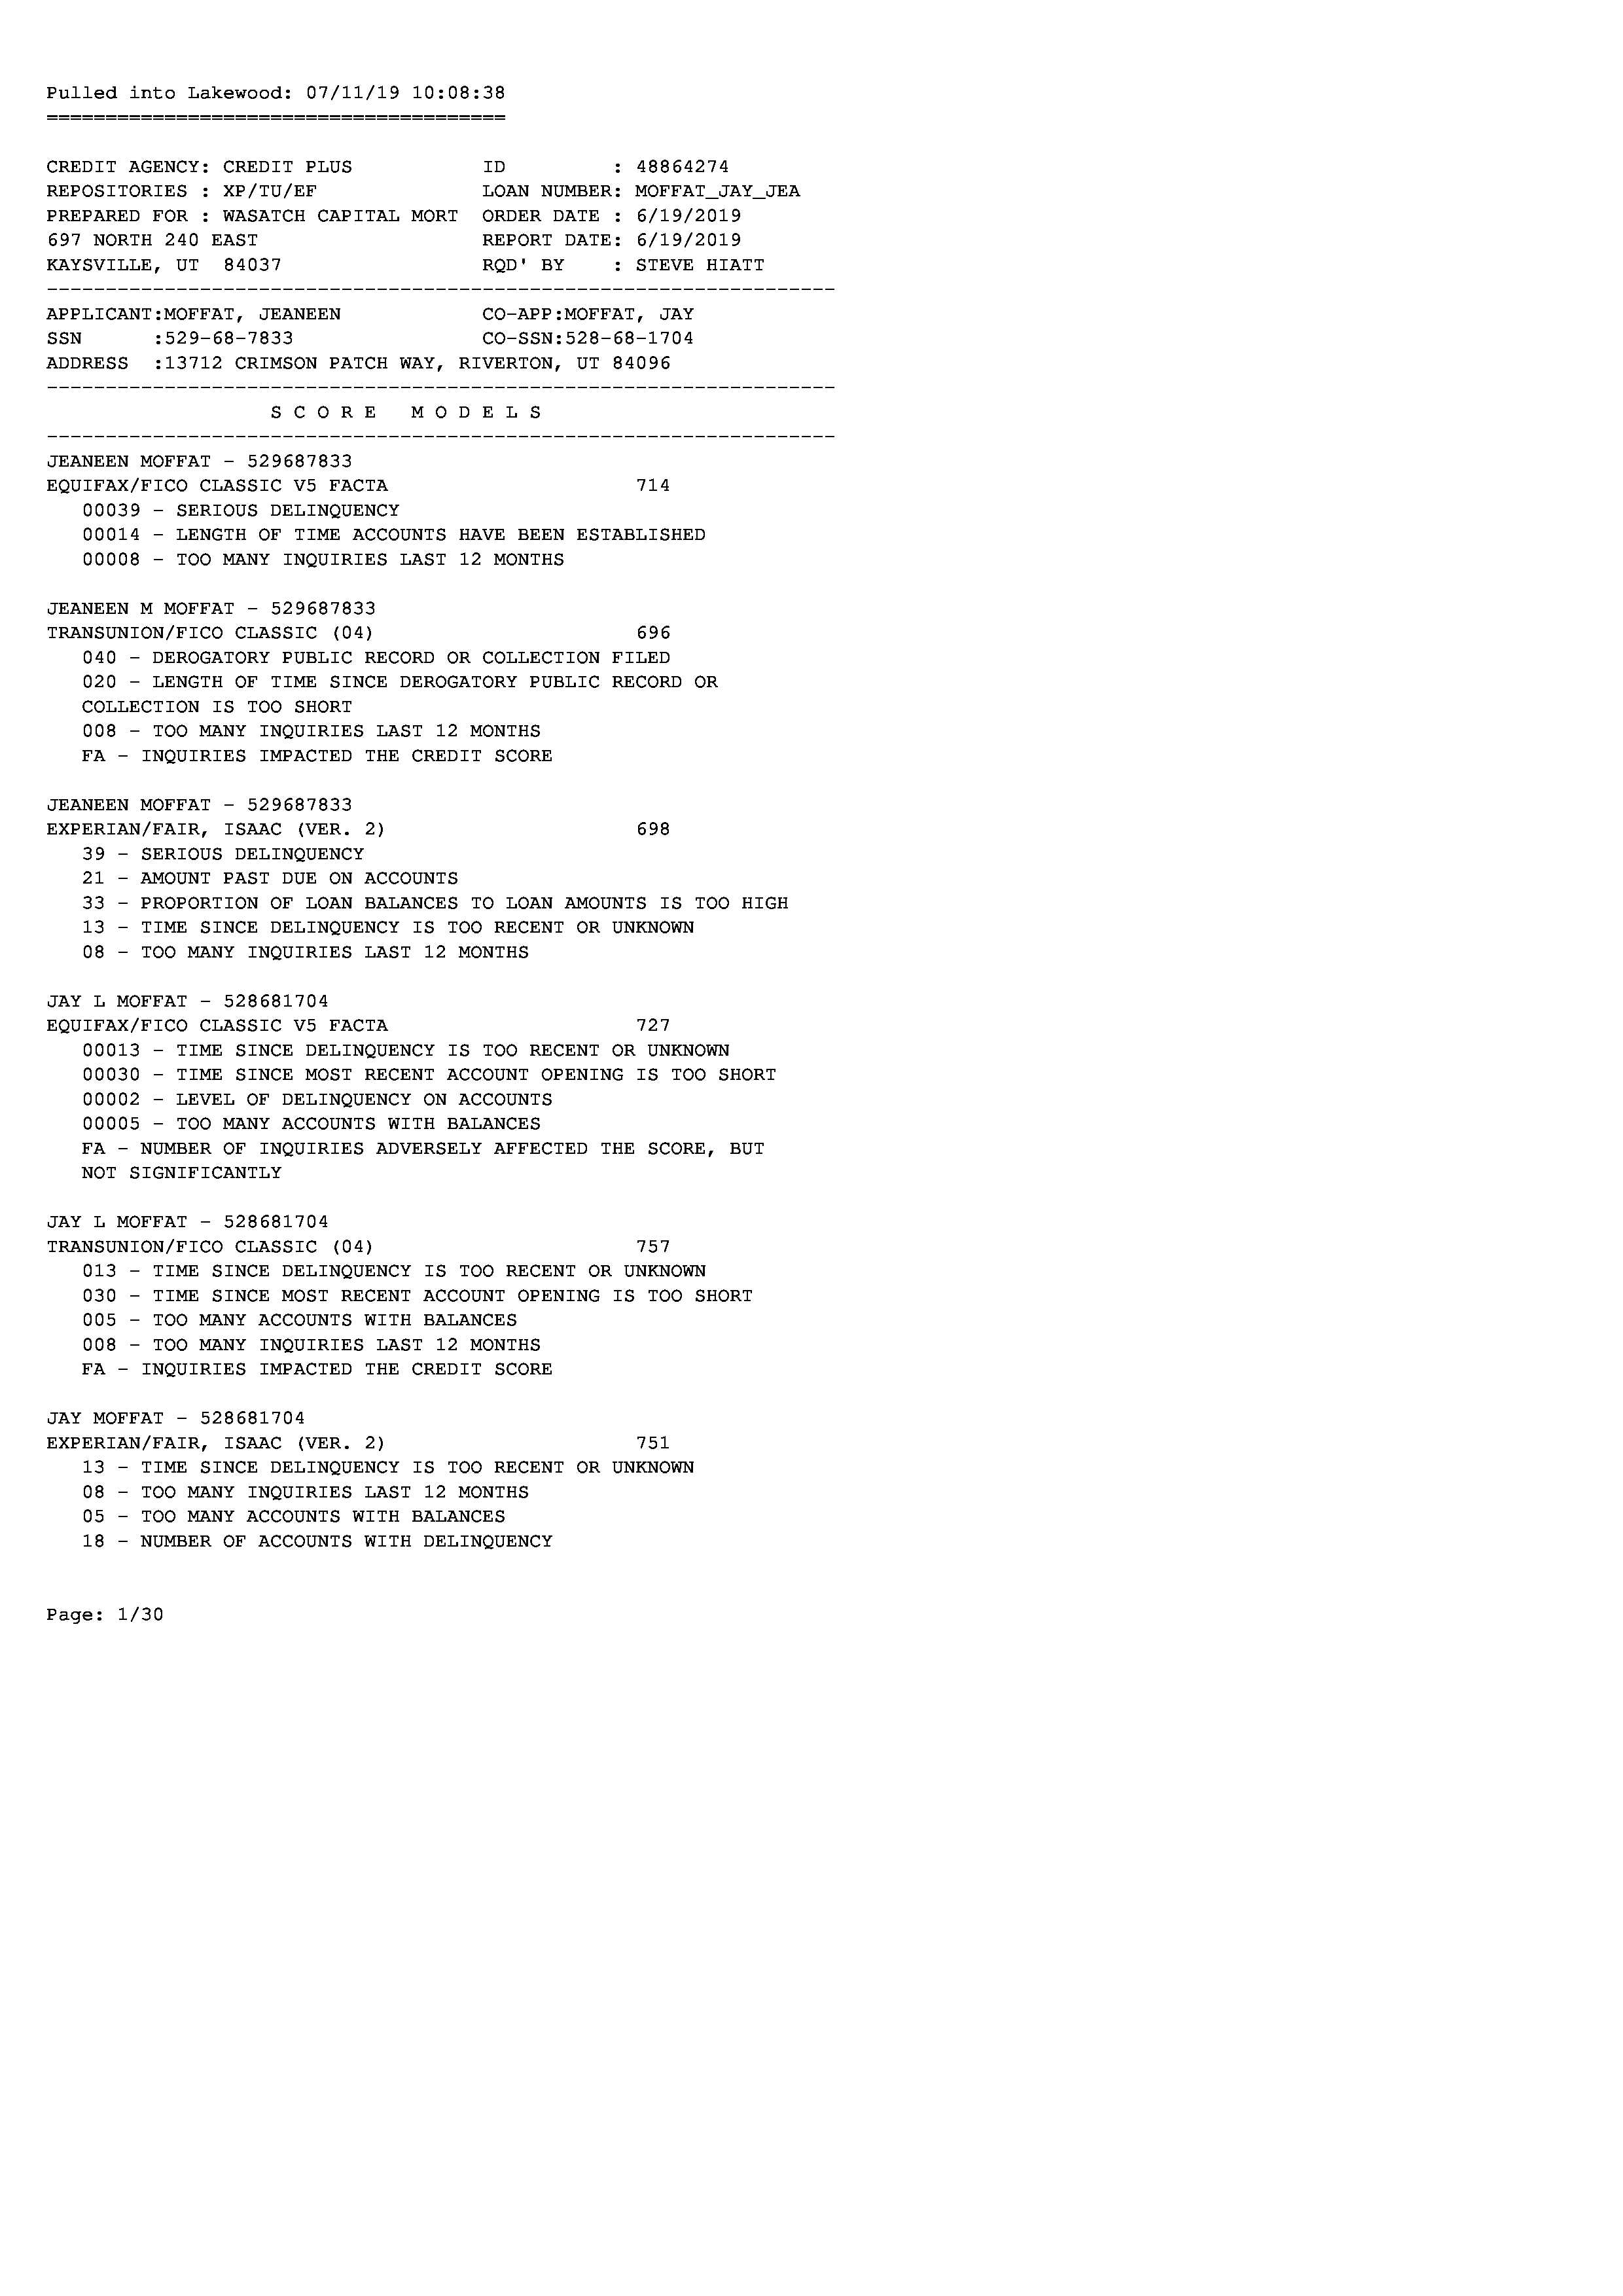 Pulled into Lakewood: 07/11/19 10:08:38
=======================================
CREDIT AGENCY: CREDIT PLUS           ID         : 48864274
REPOSITORIES : XP/TU/EF              LOAN NUMBER: MOFFAT_JAY_JEA
PREPARED FOR : WASATCH CAPITAL MORT  ORDER DATE : 6/19/2019
697 NORTH 240 EAST                   REPORT DATE: 6/19/2019
KAYSVILLE, UT  84037                 RQD' BY    : STEVE HIATT
-------------------------------------------------------------------
APPLICANT:MOFFAT, JEANEEN            CO-APP:MOFFAT, JAY
SSN      :529-68-7833                CO-SSN:528-68-1704
ADDRESS  :13712 CRIMSON PATCH WAY, RIVERTON, UT 84096
-------------------------------------------------------------------
S C O R E   M O D E L S
-------------------------------------------------------------------
JEANEEN MOFFAT - 529687833
EQUIFAX/FICO CLASSIC V5 FACTA                     714
00039 - SERIOUS DELINQUENCY
00014 - LENGTH OF TIME ACCOUNTS HAVE BEEN ESTABLISHED
00008 - TOO MANY INQUIRIES LAST 12 MONTHS
JEANEEN M MOFFAT - 529687833
TRANSUNION/FICO CLASSIC (04)                      696
040 - DEROGATORY PUBLIC RECORD OR COLLECTION FILED
020 - LENGTH OF TIME SINCE DEROGATORY PUBLIC RECORD OR
COLLECTION IS TOO SHORT
008 - TOO MANY INQUIRIES LAST 12 MONTHS
FA - INQUIRIES IMPACTED THE CREDIT SCORE
JEANEEN MOFFAT - 529687833
EXPERIAN/FAIR, ISAAC (VER. 2)                     698
39 - SERIOUS DELINQUENCY
21 - AMOUNT PAST DUE ON ACCOUNTS
33 - PROPORTION OF LOAN BALANCES TO LOAN AMOUNTS IS TOO HIGH
13 - TIME SINCE DELINQUENCY IS TOO RECENT OR UNKNOWN
08 - TOO MANY INQUIRIES LAST 12 MONTHS
JAY L MOFFAT - 528681704
EQUIFAX/FICO CLASSIC V5 FACTA                     727
00013 - TIME SINCE DELINQUENCY IS TOO RECENT OR UNKNOWN
00030 - TIME SINCE MOST RECENT ACCOUNT OPENING IS TOO SHORT
00002 - LEVEL OF DELINQUENCY ON ACCOUNTS
00005 - TOO MANY ACCOUNTS WITH BALANCES
FA - NUMBER OF INQUIRIES ADVERSELY AFFECTED THE SCORE, BUT
NOT SIGNIFICANTLY
JAY L MOFFAT - 528681704
TRANSUNION/FICO CLASSIC (04)                      757
013 - TIME SINCE DELINQUENCY IS TOO RECENT OR UNKNOWN
030 - TIME SINCE MOST RECENT ACCOUNT OPENING IS TOO SHORT
005 - TOO MANY ACCOUNTS WITH BALANCES
008 - TOO MANY INQUIRIES LAST 12 MONTHS
FA - INQUIRIES IMPACTED THE CREDIT SCORE
JAY MOFFAT - 528681704
EXPERIAN/FAIR, ISAAC (VER. 2)                     751
13 - TIME SINCE DELINQUENCY IS TOO RECENT OR UNKNOWN
08 - TOO MANY INQUIRIES LAST 12 MONTHS
05 - TOO MANY ACCOUNTS WITH BALANCES
18 - NUMBER OF ACCOUNTS WITH DELINQUENCY
Page: 1/30